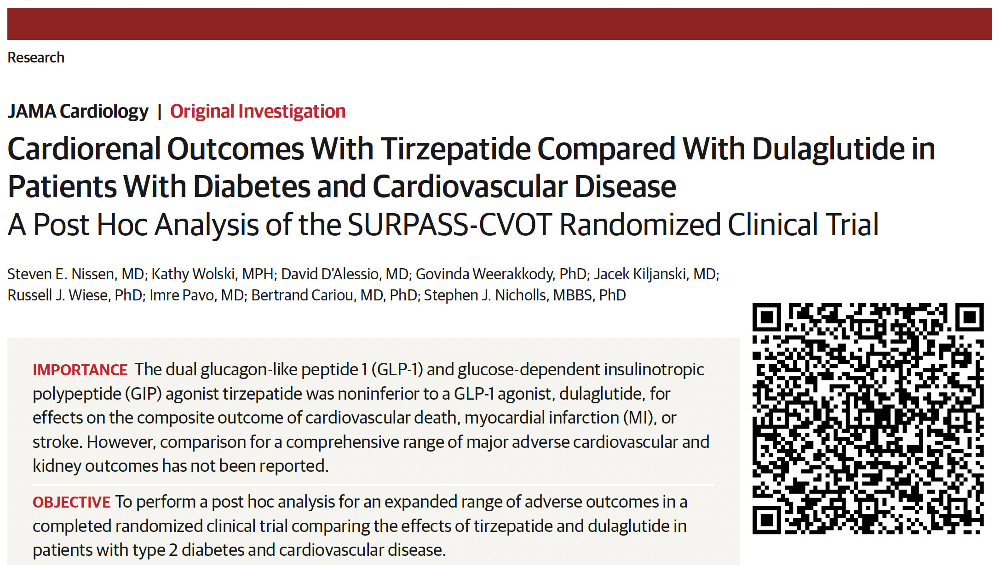 Research
JAMA Cardiology | Original Investigation
Cardiorenal Outcomes With Tirzepatide Compared With Dulaglutide in
Patients With Diabetes and Cardiovascular Disease
A Post Hoc Analysis of the SURPASS-CVOT Randomized Clinical Trial
Steven E. Nissen, MD; Kathy Wolski, MPH; David D’Alessio, MD; Govinda Weerakkody, PhD; Jacek Kiljanski, MD;
Russell J. Wiese, PhD; Imre Pavo, MD; Bertrand Cariou, MD, PhD; Stephen J. Nicholls, MBBS, PhD
IMPORTANCE The dual glucagon-like peptide 1 (GLP-1) and glucose-dependent insulinotropic
polypeptide (GIP) agonist tirzepatide was noninferior to a GLP-1 agonist, dulaglutide, for
effects on the composite outcome of cardiovascular death, myocardial infarction (MI), or
stroke. However, comparison for a comprehensive range of major adverse cardiovascular and
kidney outcomes has not been reported.
OBJECTIVE To perform a post hoc analysis for an expanded range of adverse outcomes in a
completed randomized clinical trial comparing the effects of tirzepatide and dulaglutide in
patients with type 2 diabetes and cardiovascular disease.